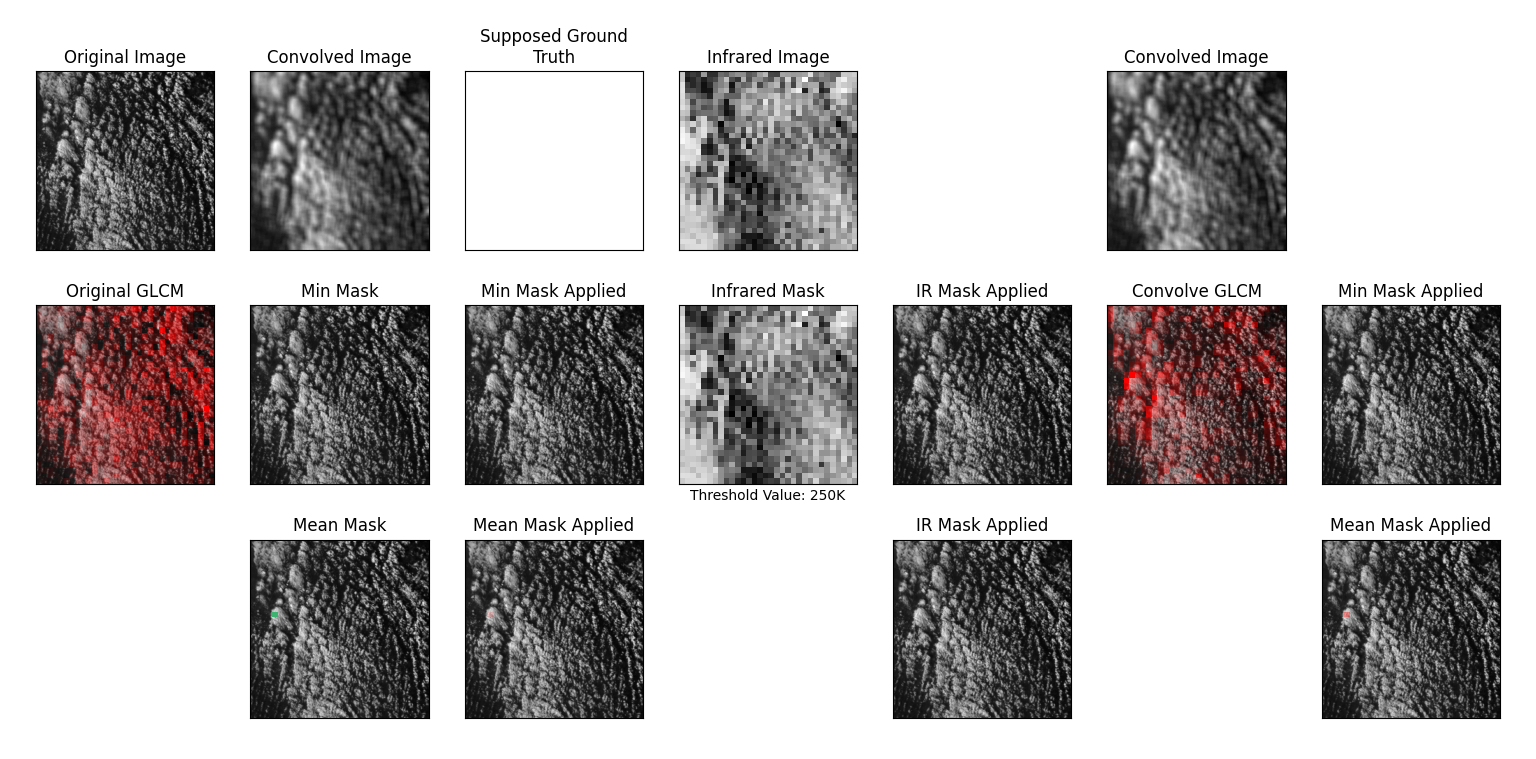 Original Image
Convolved Image
Supposed Ground
Truth
Infrared Image
Convolved Image
Original GLCM
Min Mask
Min Mask Applied
Infrared Mask
IR Mask Applied
Convolve GLCM
Min Mask Applied
Threshold Value: 250K
Mean Mask
Mean Mask Applied
IR Mask Applied
Mean Mask Applied